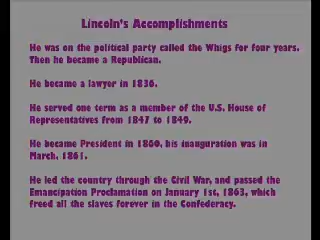 Lincoln's Accomplishments
He was on the political party called the Whigs for four years.
Then he became a Republican.
He became a lawyer in 1836.
He served one term as a member of the U.S. House of
Representatives from 1847 to 1849.
He became President in 1860, his inauguration was in
March, 1861.
He led the country through the Civil War, and passed the
Emancipation Proclamation on January 1st, 1863, which
freed all the slaves forever in the Confederacy.